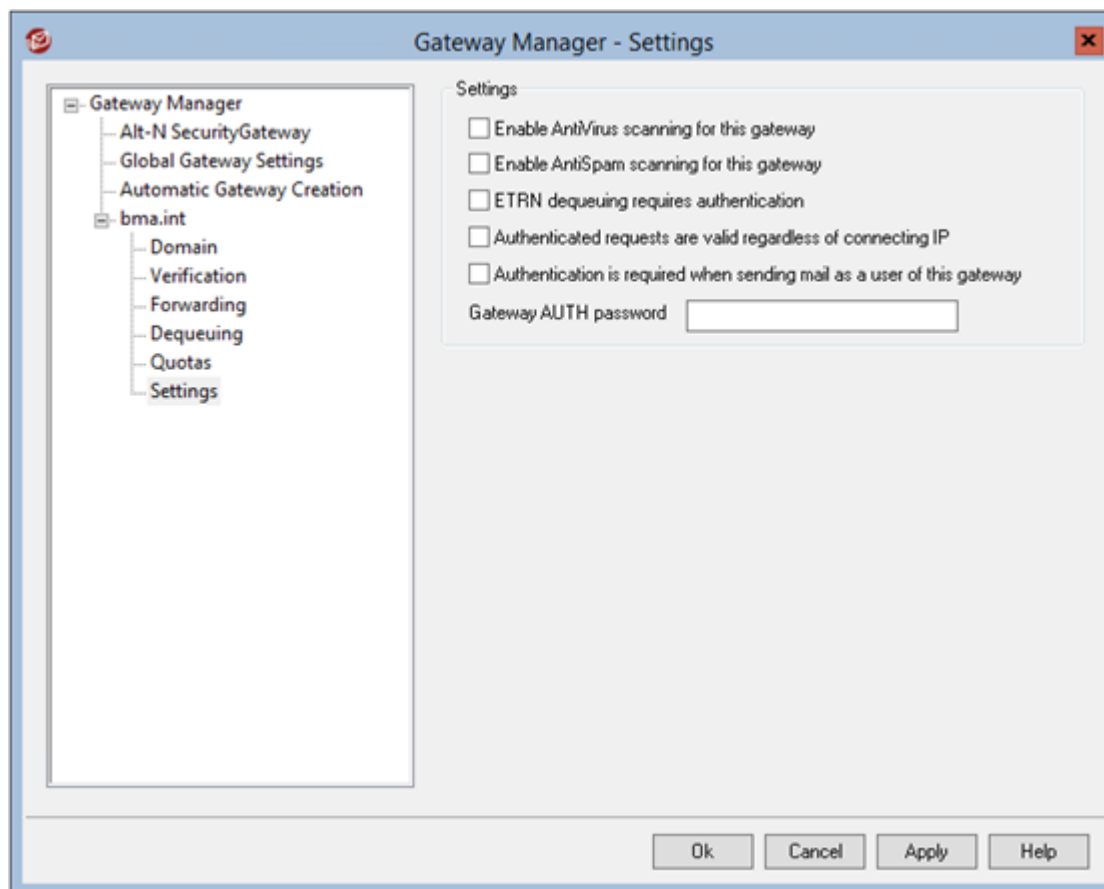 Gateway Manager - Settings
Gateway Manager
Alt-N SecurityGateway
Global Gateway Settings
Automatic Gateway Creation
bma.int
Domain
Verification
Forwarding
Dequeuing
Quotas
Settings
Settings
Enable AntiVirus scanning for this gateway
Enable AntiSpam scanning for this gateway
ETRN dequeuing requires authentication
Authenticated requests are valid regardless of connecting IP
Authentication is required when sending mail as a user of this gateway
Gateway AUTH password
Ok Cancel Apply Help